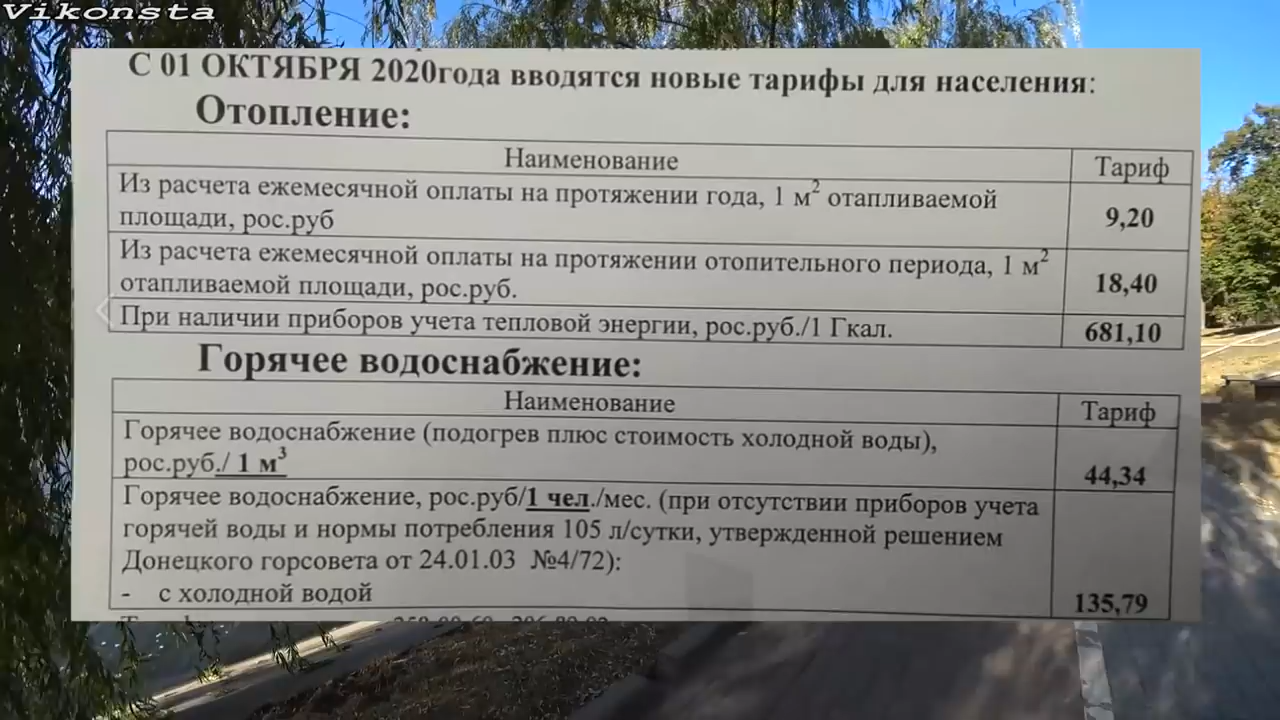 Vikonsta
С 01 ОКТЯБРЯ 2020года вводятся новые тарифы для населения:
Отопление:
Наименование Тариф
Из расчета ежемесячной оплаты на протяжении года, 1 м² отапливаемой
площади, рос.руб 9,20
Из расчета ежемесячной оплаты на протяжении отопительного периода, 1 м²
отапливаемой площади, рос.руб. 18,40
При наличии приборов учета тепловой энергии, рос.руб./1 Гкал. 681,10
Горячее водоснабжение:
Наименование Тариф
Горячее водоснабжение (подогрев плюс стоимость холодной воды),
рос.руб./ 1 м³ 44,34
Горячее водоснабжение, рос.руб/1 чел./мес. (при отсутствии приборов учета
горячей воды и нормы потребления 105 л/сутки, утвержденной решением
Донецкого горсовета от 24.01.03 №4/72):
- с холодной водой 135,79